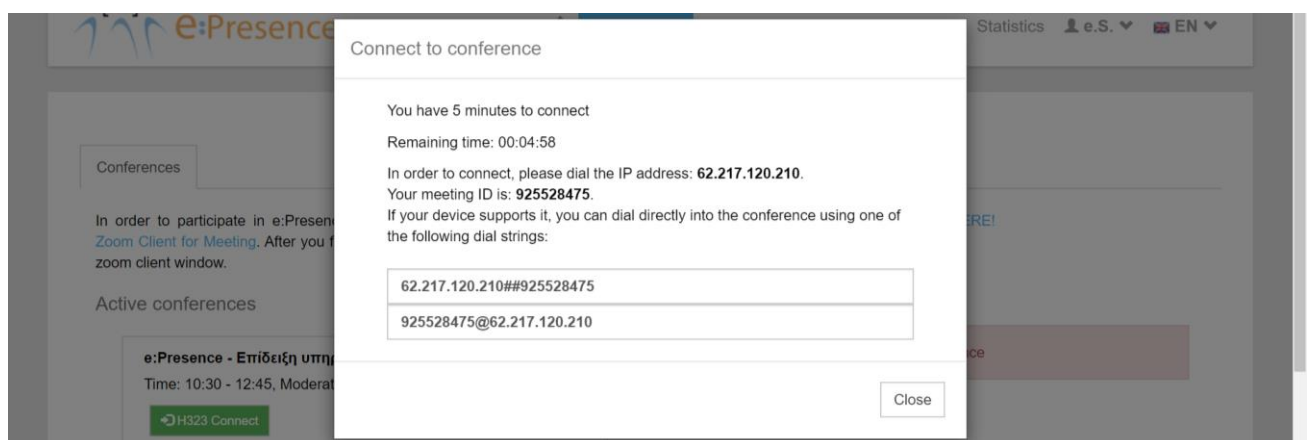 e:Presence
Statistics e.S. EN
Connect to conference
You have 5 minutes to connect
Remaining time: 00:04:58
In order to connect, please dial the IP address: 62.217.120.210.
Your meeting ID is: 925528475.
If your device supports it, you can dial directly into the conference using one of
the following dial strings:
62.217.120.210##925528475
925528475@62.217.120.210
Close
Conferences
In order to participate in e:Presen
Zoom Client for Meeting. After you f
zoom client window.
ERE!
Active conferences
e:Presence - Επίδειξη υπη
Time: 10:30 - 12:45, Moderat
H323 Connect